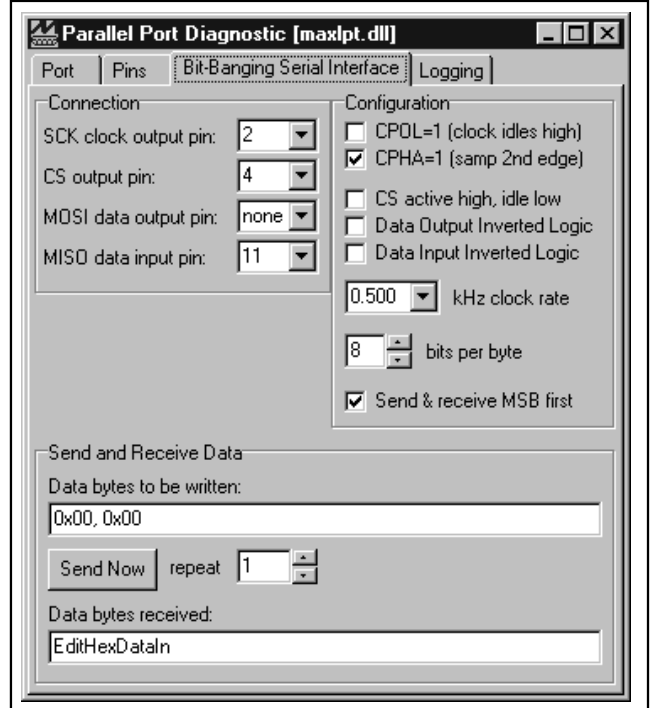 Parallel Port Diagnostic [maxlpt.dll]
Port Pins Bit-Banging Serial Interface Logging
Connection
SCK clock output pin: 2
CS output pin: 4
MOSI data output pin: none
MISO data input pin: 11
Configuration
CPOL=1 (clock idles high)
CPHA=1 (samp 2nd edge)
CS active high, idle low
Data Output Inverted Logic
Data Input Inverted Logic
0.500 kHz clock rate
8 bits per byte
Send & receive MSB first
Send and Receive Data
Data bytes to be written:
0x00, 0x00
Send Now repeat 1
Data bytes received:
EditHexDataIn